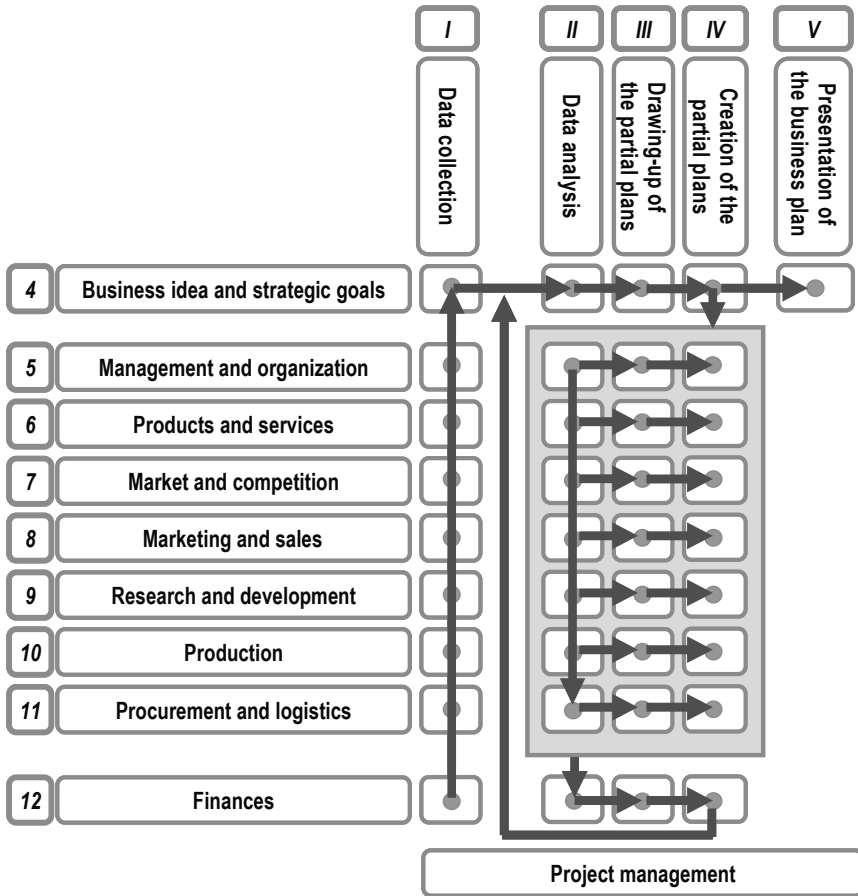 I
II
III
IV
V
Data collection
Data analysis
Drawing-up of
the partial plans
Creation of the
partial plans
Presentation of
the business plan
4
Business idea and strategic goals
5
Management and organization
6
Products and services
7
Market and competition
8
Marketing and sales
9
Research and development
10
Production
11
Procurement and logistics
12
Finances
Project management